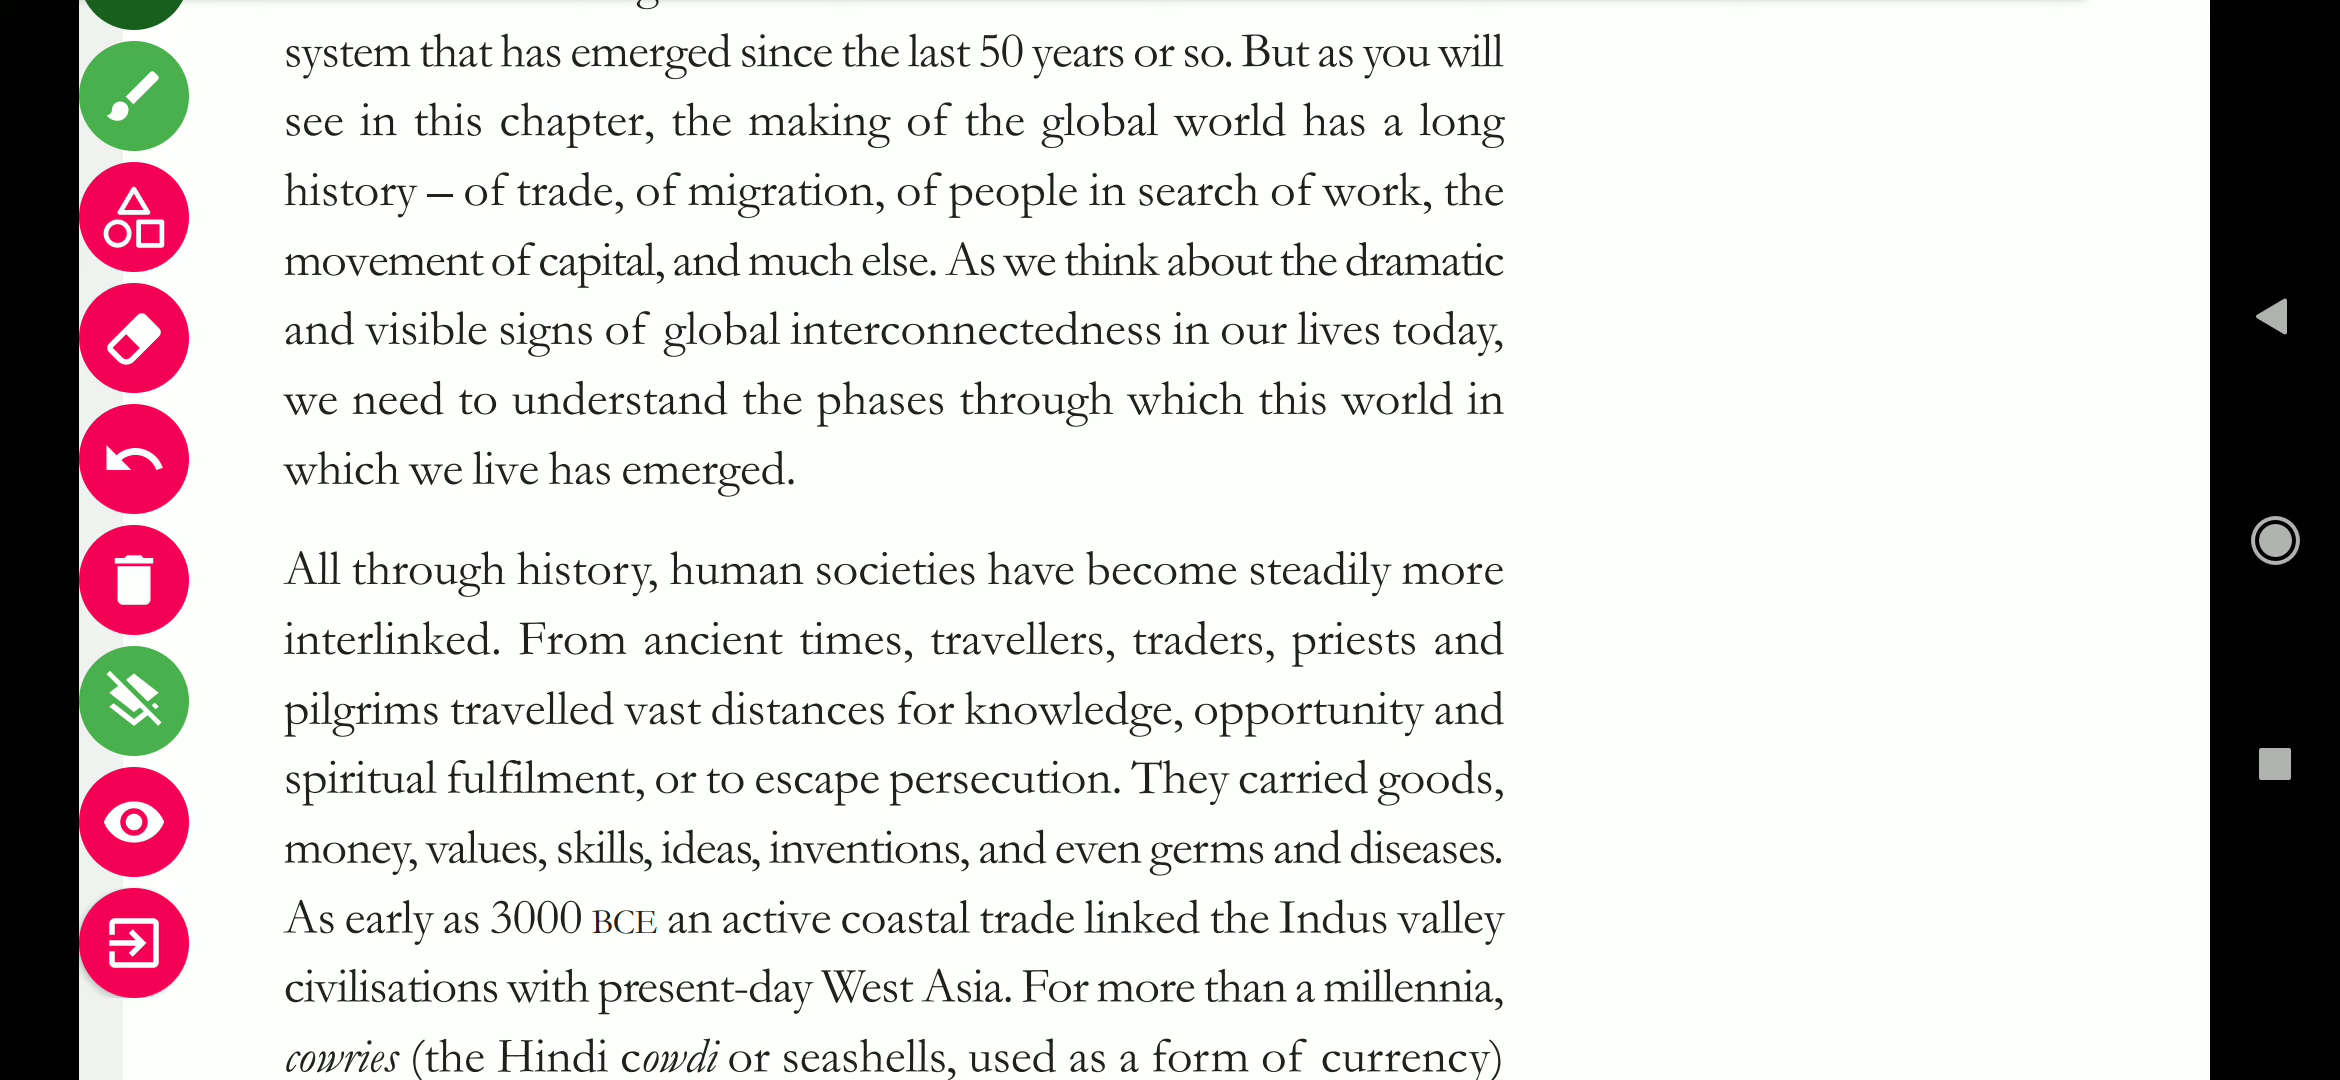 system that has emerged since the last 50 years or so. But as you will
see in this chapter, the making of the global world has a long
history – of trade, of migration, of people in search of work, the
movement of capital, and much else. As we think about the dramatic
and visible signs of global interconnectedness in our lives today,
we need to understand the phases through which this world in
which we live has emerged.
All through history, human societies have become steadily more
interlinked. From ancient times, travellers, traders, priests and
pilgrims travelled vast distances for knowledge, opportunity and
spiritual fulfilment, or to escape persecution. They carried goods,
money, values, skills, ideas, inventions, and even germs and diseases.
As early as 3000 BCE an active coastal trade linked the Indus valley
civilisations with present-day West Asia. For more than a millennia,
cowries (the Hindi cowdi or seashells, used as a form of currency)